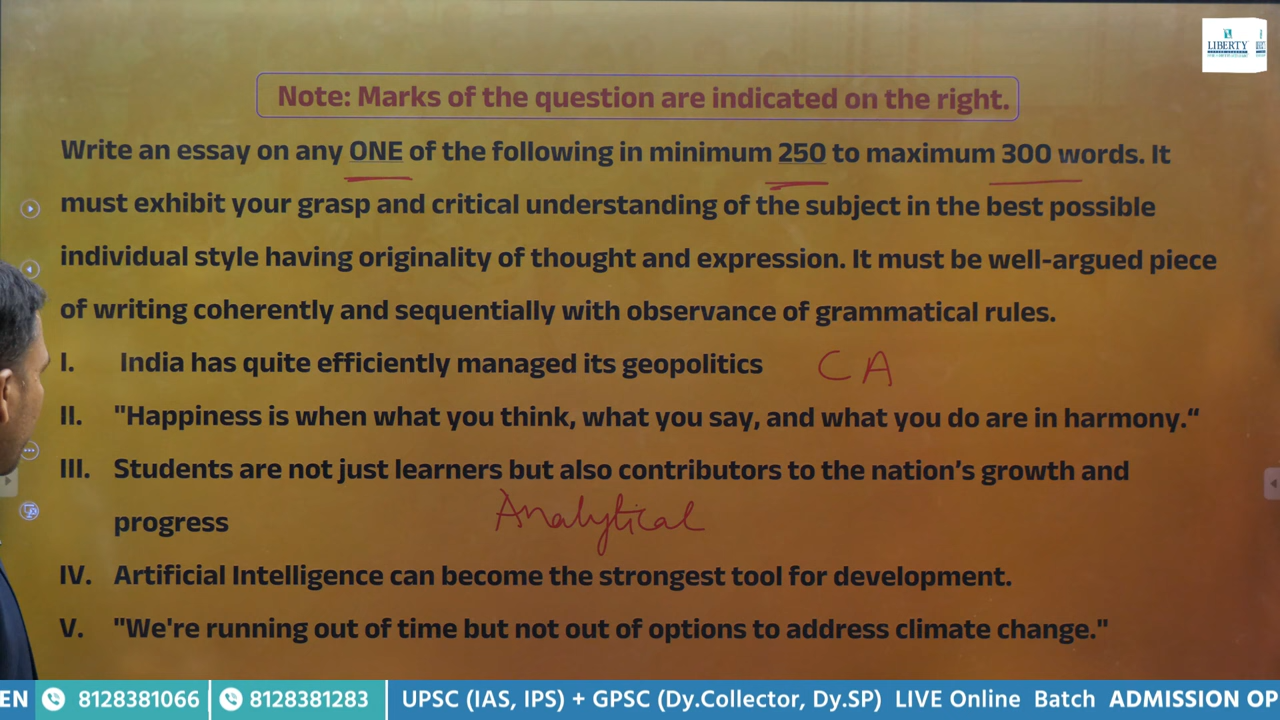 LIBERTY
Note: Marks of the question are indicated on the right.
Write an essay on any ONE of the following in minimum 250 to maximum 300 words. It
must exhibit your grasp and critical understanding of the subject in the best possible
individual style having originality of thought and expression. It must be well-argued piece
of writing coherently and sequentially with observance of grammatical rules.
I. India has quite efficiently managed its geopolitics CA
II. "Happiness is when what you think, what you say, and what you do are in harmony.“
III. Students are not just learners but also contributors to the nation’s growth and
progress
Analytical
IV. Artificial Intelligence can become the strongest tool for development.
V. "We're running out of time but not out of options to address climate change."
EN 8128381066 8128381283 UPSC (IAS, IPS) + GPSC (Dy.Collector, Dy.SP) LIVE Online Batch ADMISSION OP